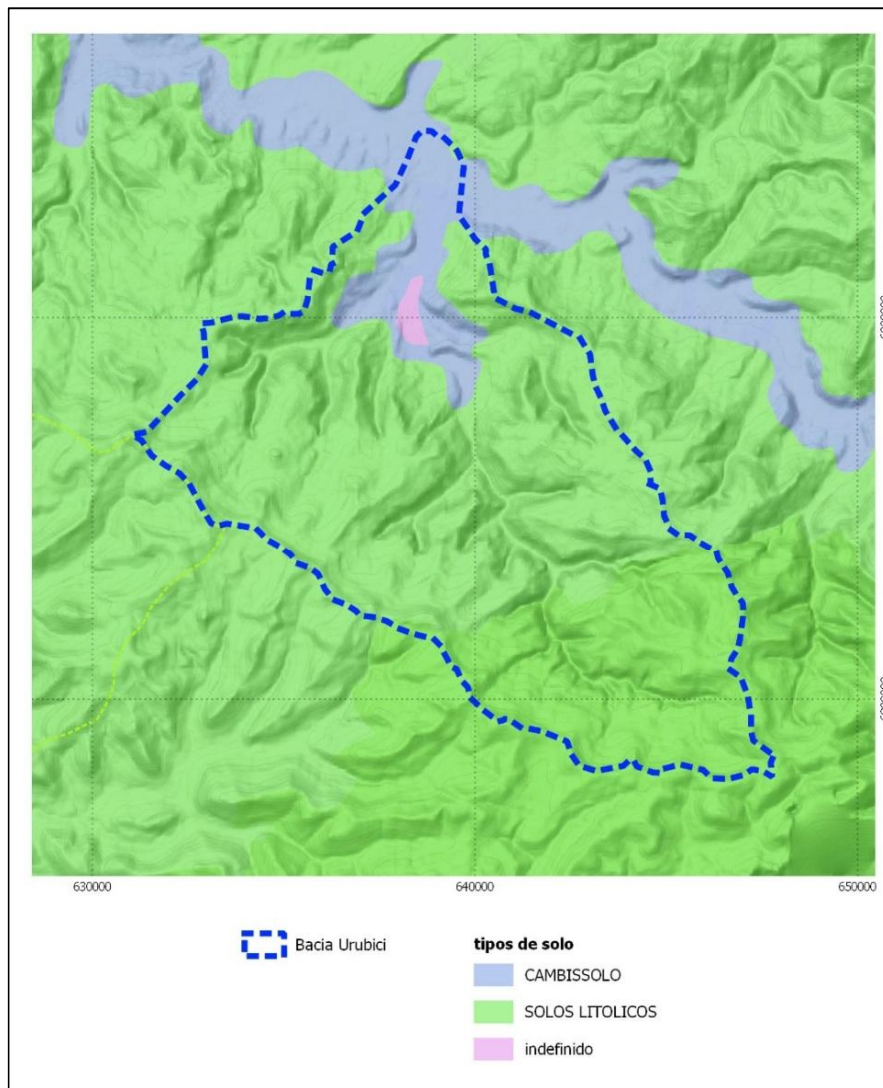 630000
640000
650000
Bacia Urubici
tipos de solo
CAMBISSOLO
SOLOS LITOLICOS
indefinido